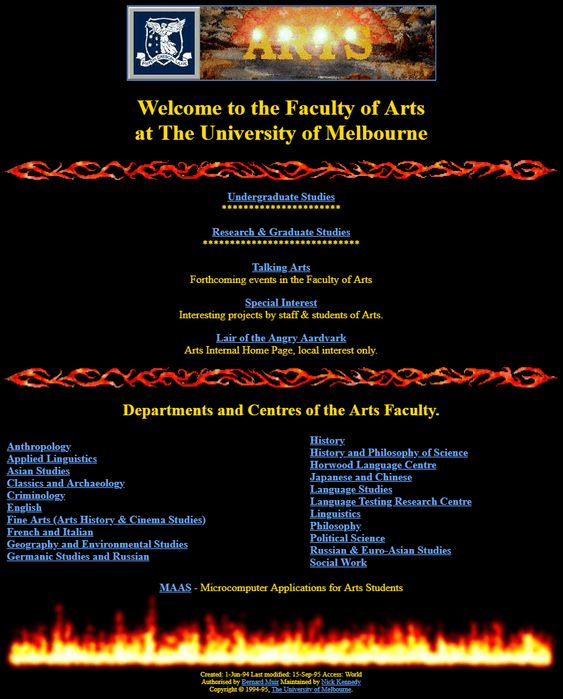 ARTS
Welcome to the Faculty of Arts
at The University of Melbourne
Undergraduate Studies
**********************
Research & Graduate Studies
*****************************
Talking Arts
Forthcoming events in the Faculty of Arts
Special Interest
Interesting projects by staff & students of Arts.
Lair of the Angry Aardvark
Arts Internal Home Page, local interest only.
Departments and Centres of the Arts Faculty.
Anthropology
Applied Linguistics
Asian Studies
Classics and Archaeology
Criminology
English
Fine Arts (Arts History & Cinema Studies)
French and Italian
Geography and Environmental Studies
Germanic Studies and Russian
History
History and Philosophy of Science
Horwood Language Centre
Japanese and Chinese
Language Studies
Language Testing Research Centre
Linguistics
Philosophy
Political Science
Russian & Euro-Asian Studies
Social Work
MAAS - Microcomputer Applications for Arts Students
Created: 1-Jun-94 Last modified: 15-Sep-95 Access: World
Authorised by Bernard Muir Maintained by Nick Kennedy
Copyright © 1994-95, The University of Melbourne.